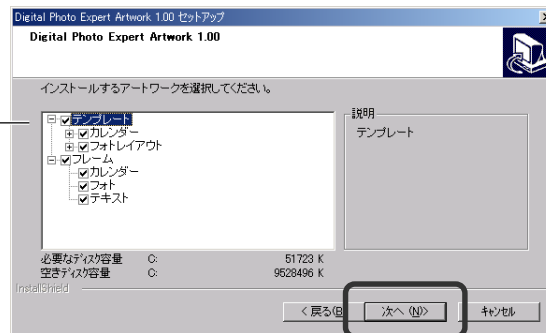 Digital Photo Expert Artwork 1.00 セットアップ
Digital Photo Expert Artwork 1.00
インストールするアートワークを選択してください。
テンプレート
カレンダー
フォトレイアウト
フレーム
カレンダー
フォト
テキスト
説明
テンプレート
必要なディスク容量 C: 51723 K
空きディスク容量 C: 9528496 K
InstallShield
< 戻る(B 次へ (N)> キャンセル